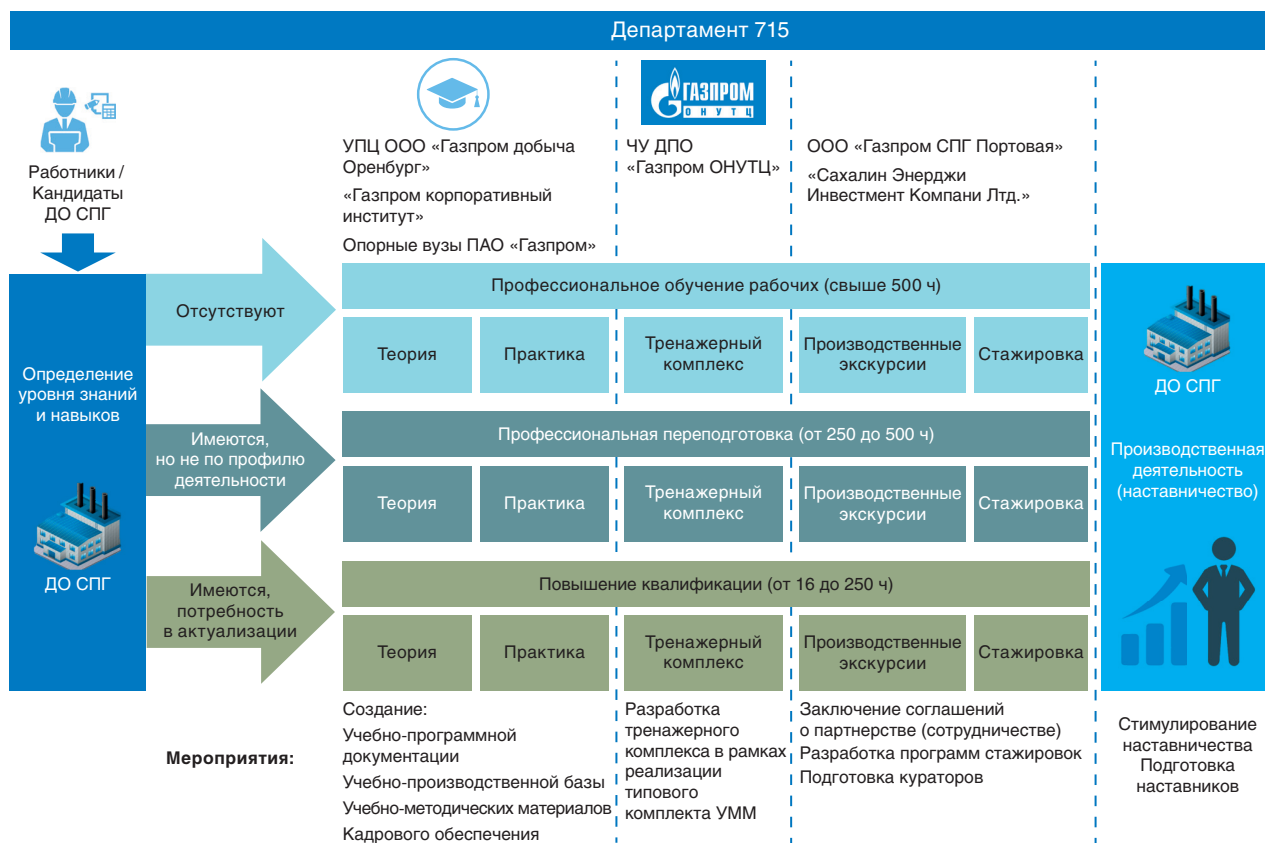 Департамент 715
Работники /
Кандидаты
ДО СПГ
УПЦ ООО «Газпром добыча
Оренбург»
«Газпром корпоративный
институт»
Опорные вузы ПАО «Газпром»
ГАЗПРОМ
ОНУТЦ
ЧУ ДПО
«Газпром ОНУТЦ»
ООО «Газпром СПГ Портовая»
«Сахалин Энерджи
Инвестмент Компани Лтд.»
Определение
уровня знаний
и навыков
ДО СПГ
Отсутствуют
Профессиональное обучение рабочих (свыше 500 ч)
Теория
Практика
Тренажерный
комплекс
Производственные
экскурсии
Стажировка
Имеются,
но не по профилю
деятельности
Профессиональная переподготовка (от 250 до 500 ч)
Теория
Практика
Тренажерный
комплекс
Производственные
экскурсии
Стажировка
Имеются,
потребность
в актуализации
Повышение квалификации (от 16 до 250 ч)
Теория
Практика
Тренажерный
комплекс
Производственные
экскурсии
Стажировка
ДО СПГ
Производственная
деятельность
(наставничество)
Мероприятия:
Создание:
Учебно-программной
документации
Учебно-производственной базы
Учебно-методических материалов
Кадрового обеспечения
Разработка
тренажерного
комплекса в рамках
реализации
типового
комплекта УММ
Заключение соглашений
о партнерстве (сотрудничестве)
Разработка программ стажировок
Подготовка кураторов
Стимулирование
наставничества
Подготовка
наставников